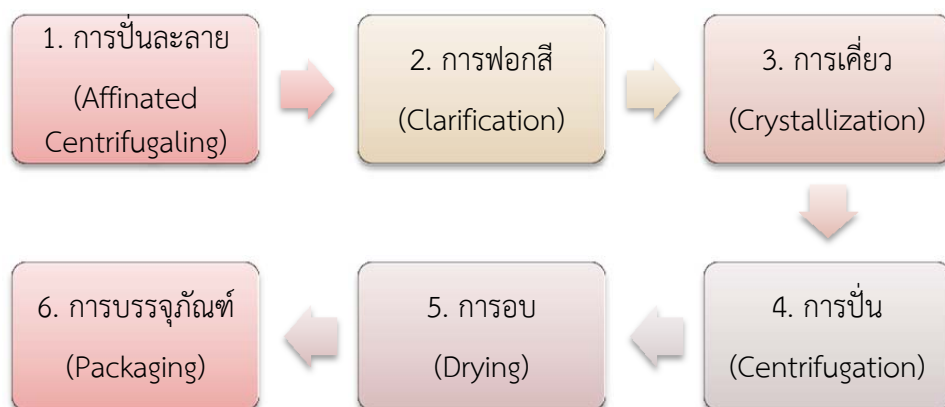 1. การปั่นละลาย
(Affinated
Centrifugaling)
2. การฟอกสี
(Clarification)
3. การเคี่ยว
(Crystallization)
4. การปั่น
(Centrifugation)
5. การอบ
(Drying)
6. การบรรจุภัณฑ์
(Packaging)